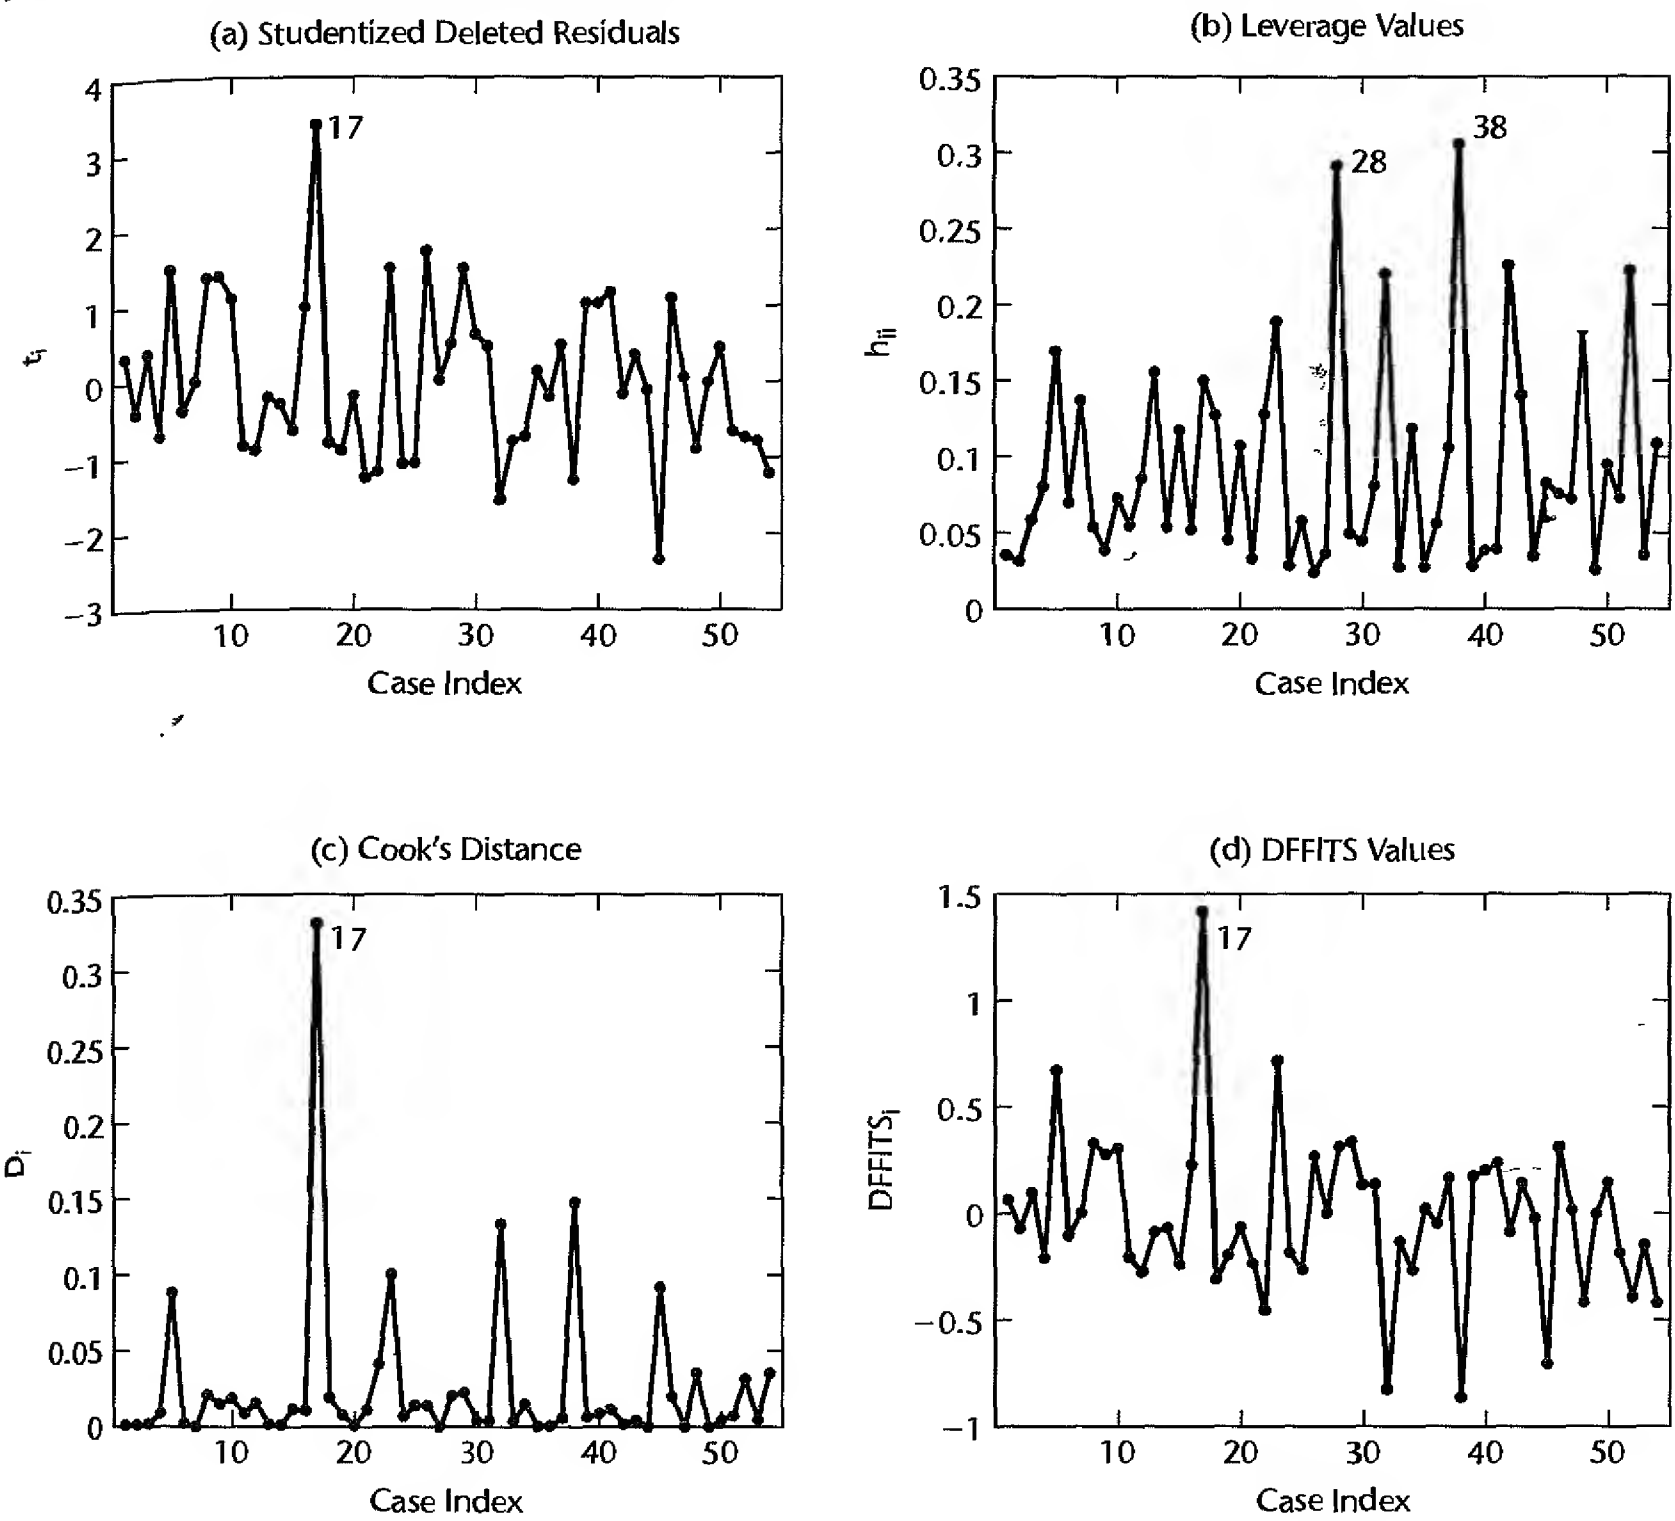 (a) Studentized Deleted Residuals
4
3
2
1
0
−1
−2
−3
tᵢ
17
10 20 30 40 50
Case Index
(b) Leverage Values
0.35
0.3
0.25
0.2
0.15
0.1
0.05
0
hᵢᵢ
28
38
10 20 30 40 50
Case Index
(c) Cook's Distance
0.35
0.3
0.25
0.2
0.15
0.1
0.05
0
Dᵢ
17
10 20 30 40 50
Case Index
(d) DFFITS Values
1.5
1
0.5
0
−0.5
−1
DFFITSᵢ
17
10 20 30 40 50
Case Index